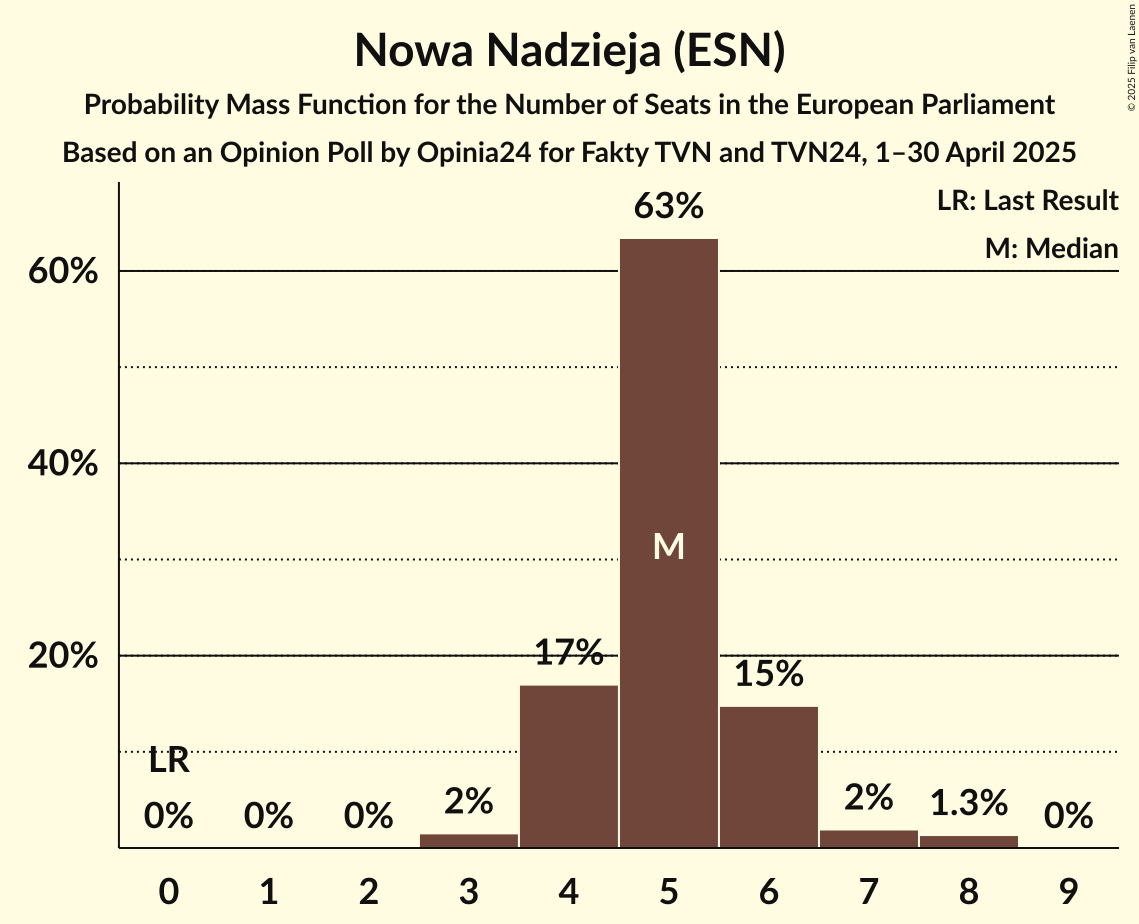 Nowa Nadzieja (ESN)
Probability Mass Function for the Number of Seats in the European Parliament
Based on an Opinion Poll by Opinia24 for Fakty TVN and TVN24, 1–30 April 2025
© 2025 Filip van Laenen
LR: Last Result
M: Median
63%
60%
40%
M
20%
17%
15%
LR
0%
0%
0%
2%
2%
1.3%
0%
0
1
2
3
4
5
6
7
8
9